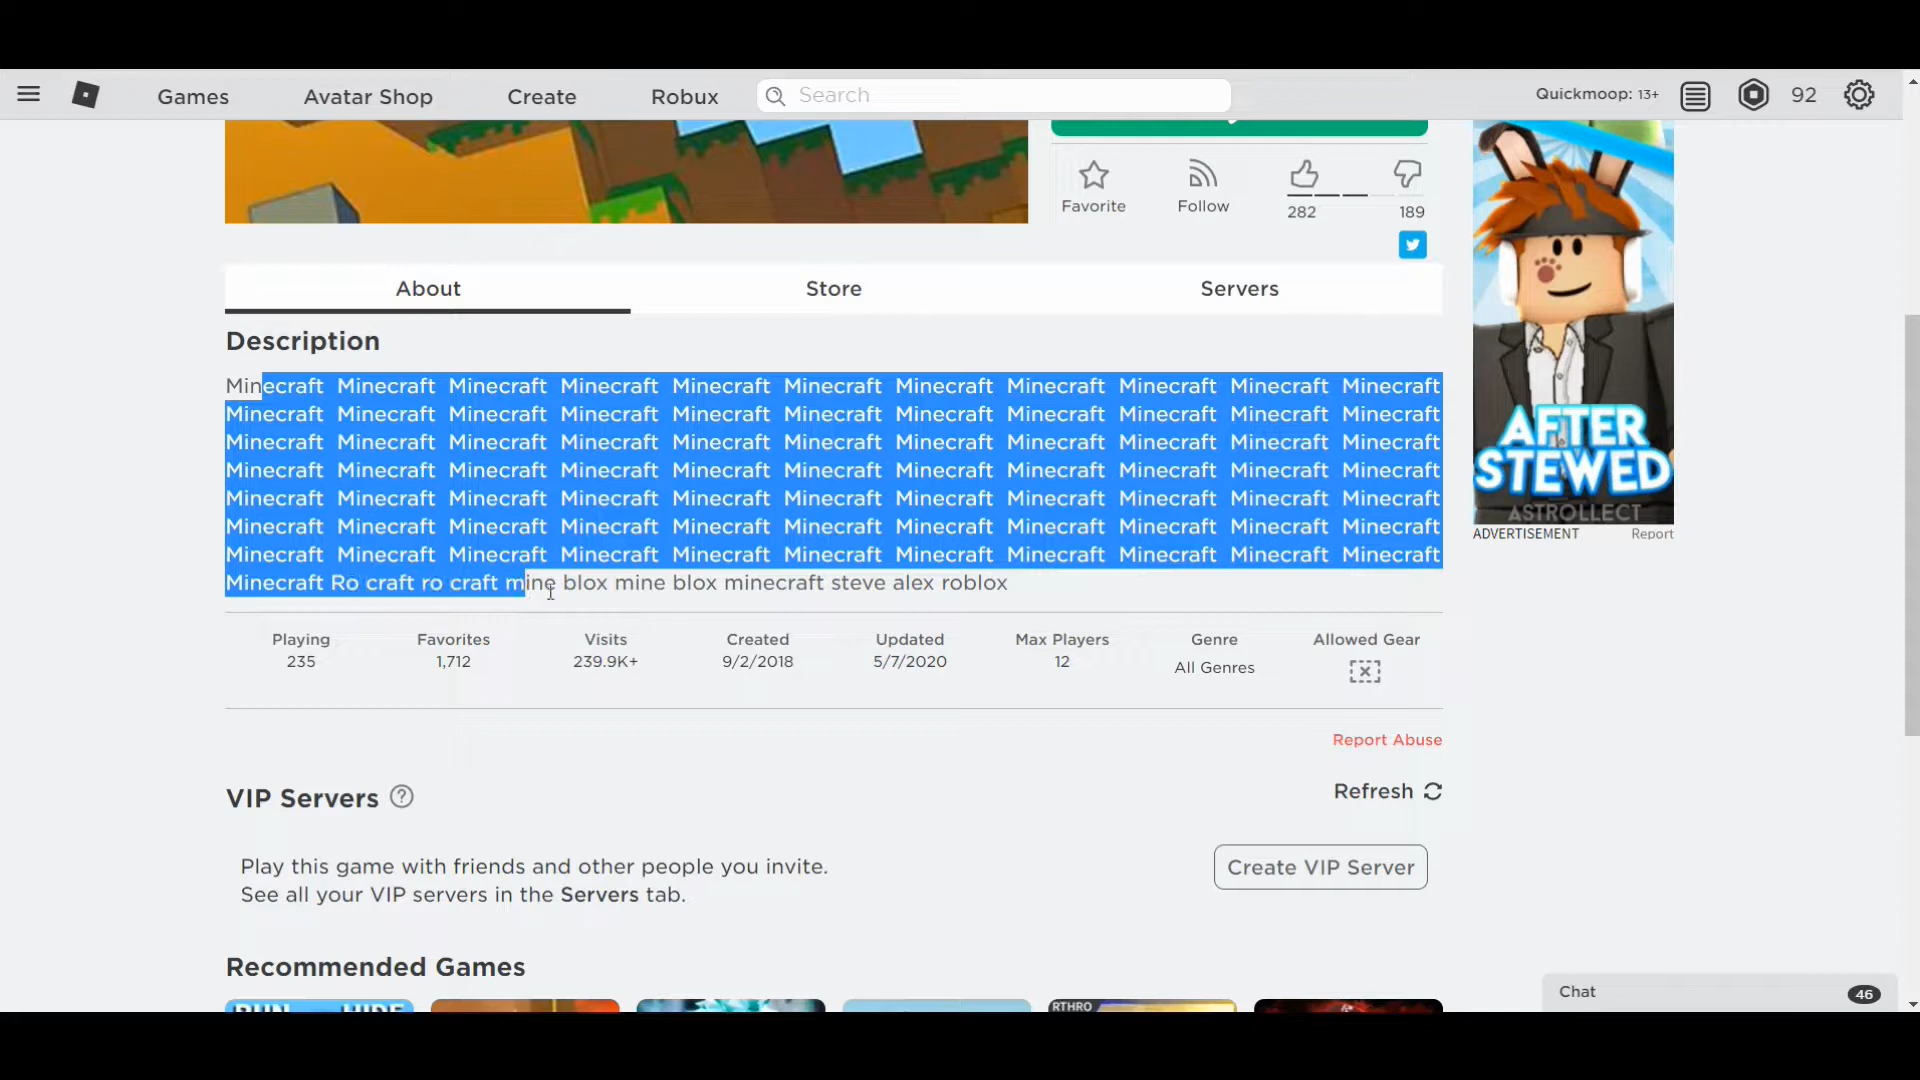 Games Avatar Shop Create Robux Search Quickmoop: 13+ 92
Favorite Follow 282 189
About Store Servers
Description
Minecraft Minecraft Minecraft Minecraft Minecraft Minecraft Minecraft Minecraft Minecraft Minecraft Minecraft
Minecraft Minecraft Minecraft Minecraft Minecraft Minecraft Minecraft Minecraft Minecraft Minecraft Minecraft
Minecraft Minecraft Minecraft Minecraft Minecraft Minecraft Minecraft Minecraft Minecraft Minecraft Minecraft
Minecraft Minecraft Minecraft Minecraft Minecraft Minecraft Minecraft Minecraft Minecraft Minecraft Minecraft
Minecraft Minecraft Minecraft Minecraft Minecraft Minecraft Minecraft Minecraft Minecraft Minecraft Minecraft
Minecraft Minecraft Minecraft Minecraft Minecraft Minecraft Minecraft Minecraft Minecraft Minecraft Minecraft
Minecraft Minecraft Minecraft Minecraft Minecraft Minecraft Minecraft Minecraft Minecraft Minecraft Minecraft
Minecraft Ro craft ro craft mine blox mine blox minecraft steve alex roblox
AFTER
STEWED
ASTROLLECT
ADVERTISEMENT Report
Playing Favorites Visits Created Updated Max Players Genre Allowed Gear
235 1,712 239.9K+ 9/2/2018 5/7/2020 12 All Genres
Report Abuse
VIP Servers Refresh
Play this game with friends and other people you invite.
See all your VIP servers in the Servers tab.
Create VIP Server
Recommended Games
RUN HIDE
RTHRO
Chat 46